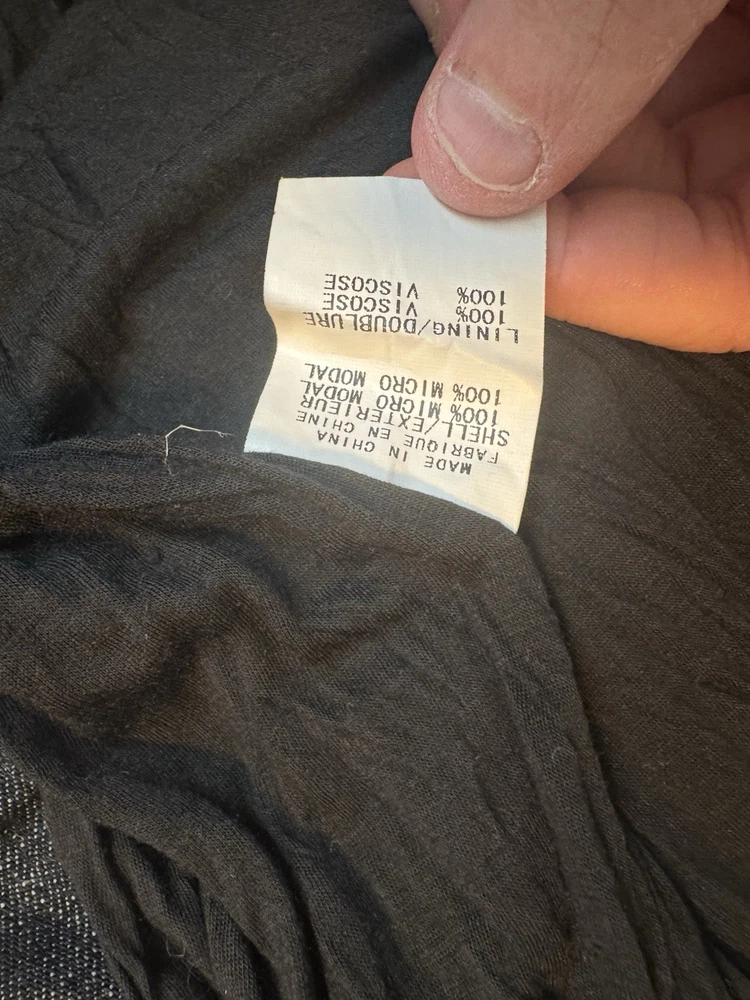 MADE IN CHINA
FABRIQUE EN CHINE
SHELL/EXTERIEUR
100% MICRO MODAL
100% MICRO MODAL
LINING/DOUBLURE
100% VISCOSE
100% VISCOSE